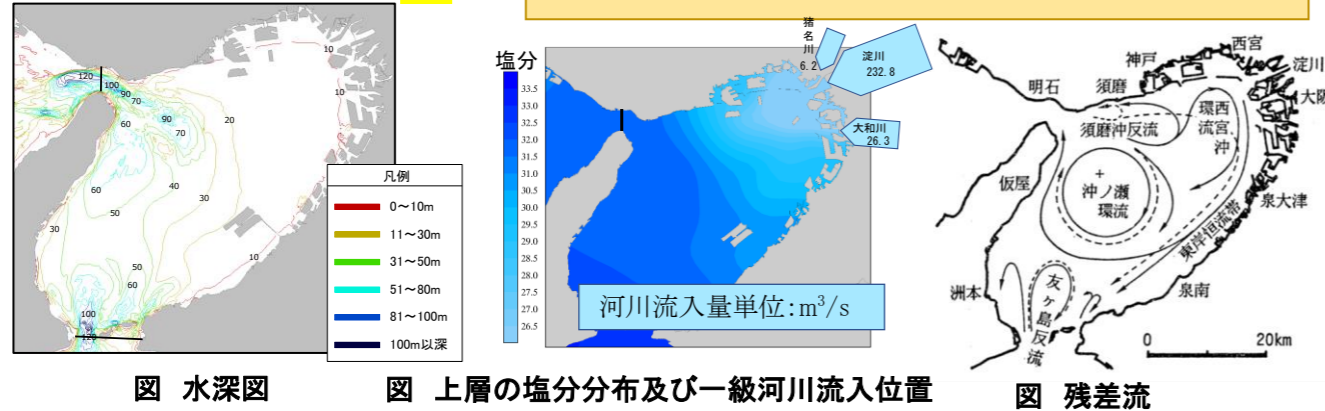 10
120
100
90
70
60
90
70
20
10
60
40
30
50
30
50
60
10
100
120
凡例
0～10m
11～30m
31～50m
51～80m
81～100m
100m以深
図 水深図
塩分
33.5
33.0
32.5
32.0
31.5
31.0
30.5
30.0
29.5
29.0
28.5
28.0
27.5
27.0
26.5
猪名川
6.2
淀川
232.8
大和川
26.3
河川流入量単位:m³/s
図 上層の塩分分布及び一級河川流入位置
西宮
神戸
淀川
須磨
明石
大阪
須磨沖反流
西宮沖環流
仮屋
沖ノ瀬
環流
泉大津
東岸恒流帯
洲本
友ヶ島反流
泉南
0
20km
図 残差流